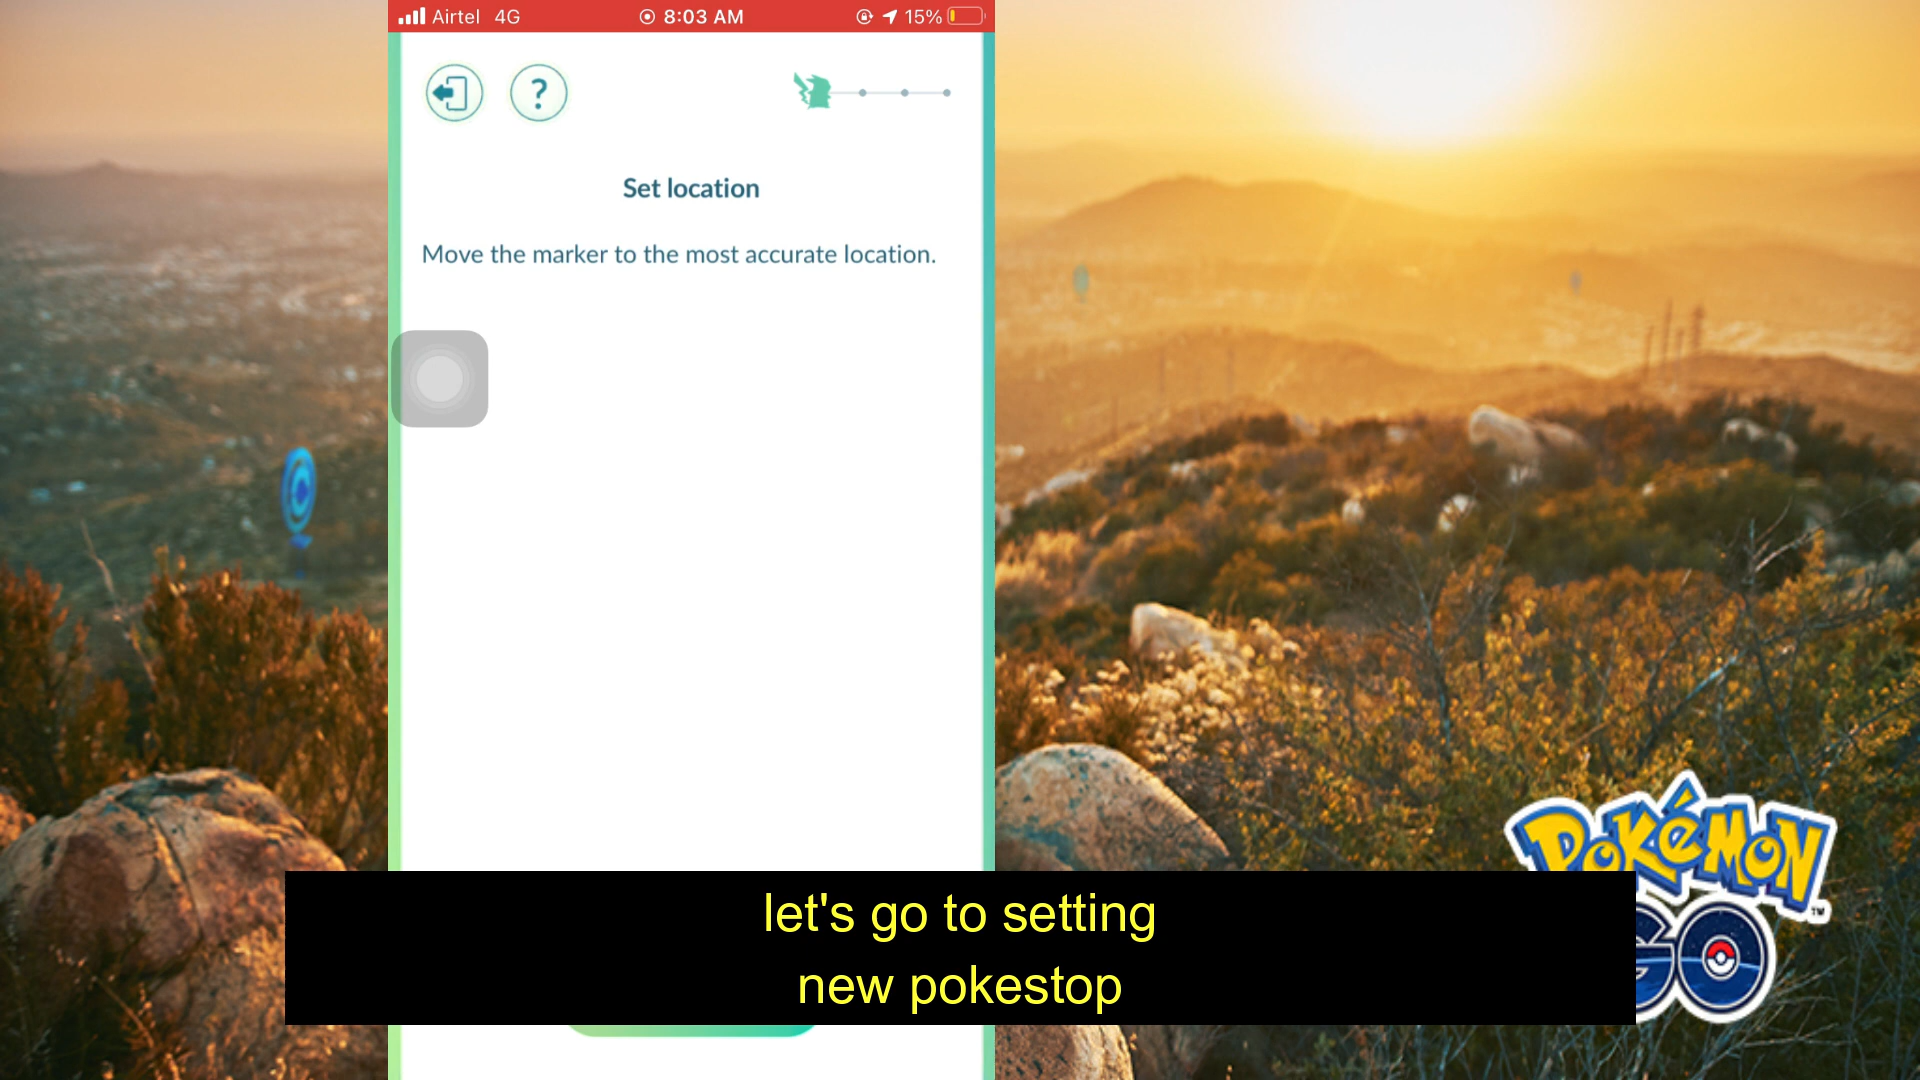 Airtel 4G 8:03 AM 15%
?
Set location
Move the marker to the most accurate location.
POKéMON
TM
GO
let's go to setting
new pokestop